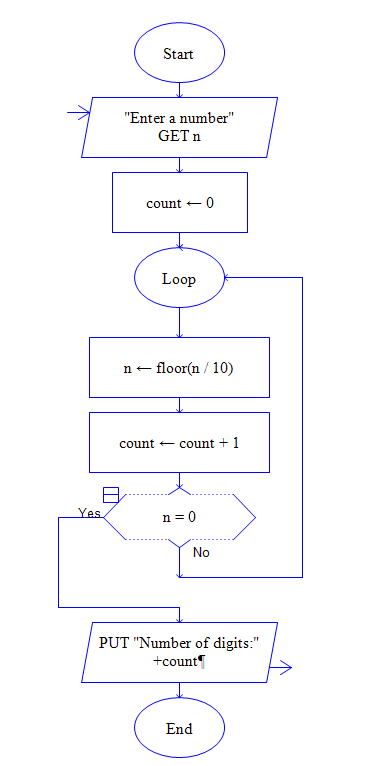 Start
"Enter a number"
GET n
count ← 0
Loop
n ← floor(n / 10)
count ← count + 1
Yes
n = 0
No
PUT "Number of digits:"
+count¶
End